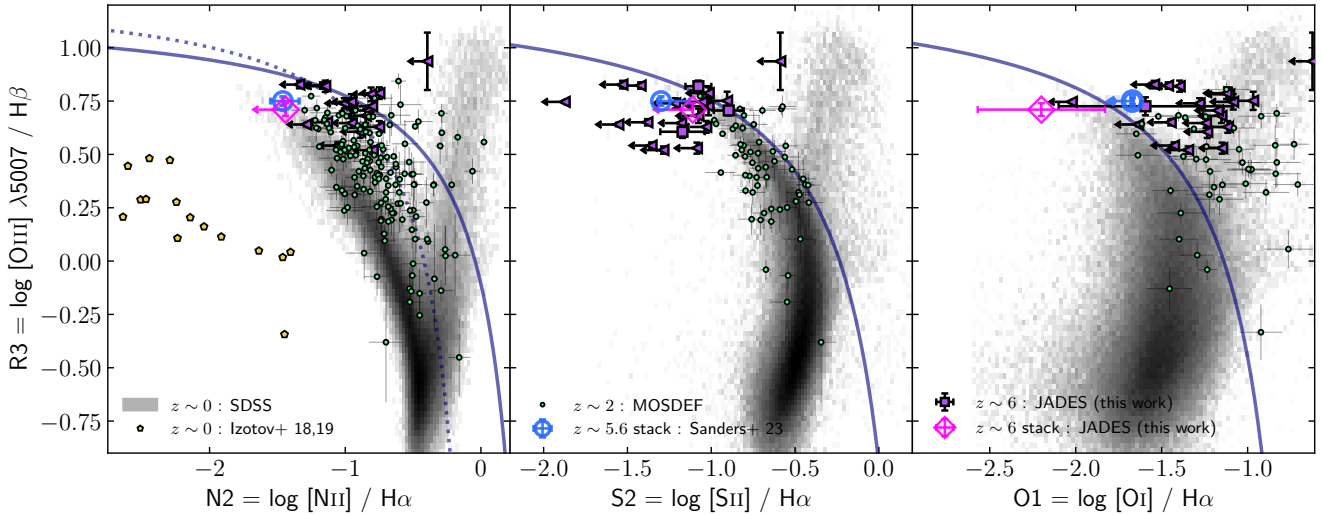 R3 = log [OIII] λ5007 / Hβ
1.00
0.75
0.50
0.25
0.00
−0.25
−0.50
−0.75
z ∼ 0 : SDSS
z ∼ 0 : Izotov+ 18,19
z ∼ 2 : MOSDEF
z ∼ 5.6 stack : Sanders+ 23
z ∼ 6 : JADES (this work)
z ∼ 6 stack : JADES (this work)
−2 −1 0
−2.0 −1.5 −1.0 −0.5 0.0
−2.5 −2.0 −1.5 −1.0
N2 = log [NII] / Hα
S2 = log [SII] / Hα
O1 = log [OI] / Hα